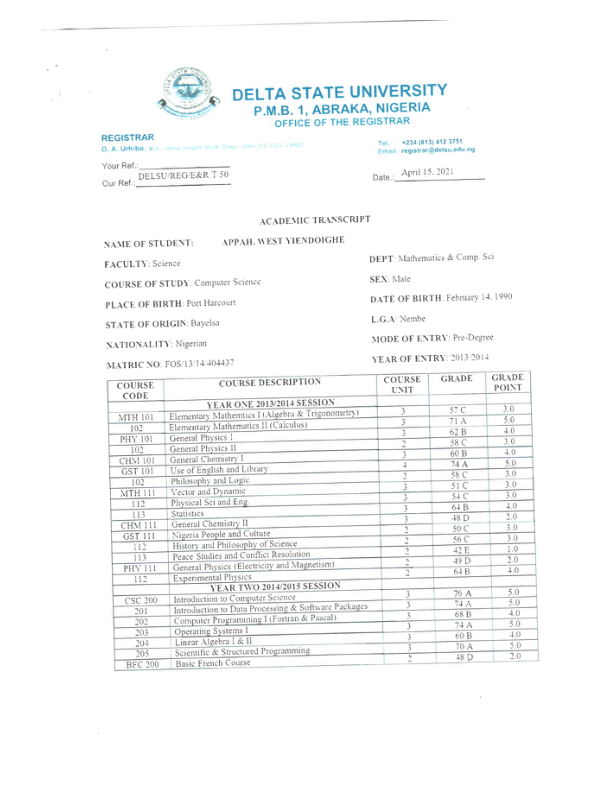 DELTA STATE UNIVERSITY
P.M.B. 1, ABRAKA, NIGERIA
OFFICE OF THE REGISTRAR
REGISTRAR
D. A. Urhibo,
Tel: +234 (813) 412 3751
Email: registrar@delsu.edu.ng
Your Ref.:
Our Ref.: DELSU/REG/E&R T 50
Date.: April 15, 2021
ACADEMIC TRANSCRIPT
NAME OF STUDENT: APPAH, WEST YIENDOIGHE
FACULTY: Science
DEPT: Mathematics & Comp. Sci
COURSE OF STUDY: Computer Science
SEX: Male
PLACE OF BIRTH: Port Harcourt
DATE OF BIRTH: February 14, 1990
STATE OF ORIGIN: Bayelsa
L.G.A: Nembe
NATIONALITY: Nigerian
MODE OF ENTRY: Pre-Degree
MATRIC NO: FOS/13/14/404437
YEAR OF ENTRY: 2013/2014
COURSE CODE COURSE DESCRIPTION COURSE UNIT GRADE GRADE POINT
YEAR ONE 2013/2014 SESSION
MTH 101 Elementary Mathemtics I (Algebra & Trigonometry) 3 57 C 3.0
102 Elementary Mathematics II (Calculus) 3 71 A 5.0
PHY 101 General Physics I 3 62 B 4.0
102 General Physics II 2 58 C 3.0
CHM 101 General Chemistry I 3 60 B 4.0
GST 101 Use of English and Library 4 74 A 5.0
102 Philosophy and Logic 2 58 C 3.0
MTH 111 Vector and Dynamic 3 51 C 3.0
112 Physical Sci and Eng. 3 54 C 3.0
113 Statistics 3 64 B 4.0
CHM 111 General Chemistry II 3 48 D 2.0
GST 111 Nigeria People and Culture 2 50 C 3.0
112 History and Philosophy of Science 2 56 C 3.0
113 Peace Studies and Conflict Resolution 2 42 E 1.0
PHY 111 General Physics (Electricity and Magnetism) 2 49 D 2.0
112 Experimental Physics 2 64 B 4.0
YEAR TWO 2014/2015 SESSION
CSC 200 Introduction to Computer Science 3 76 A 5.0
201 Introduction to Data Processing & Software Packages 3 74 A 5.0
202 Computer Programming I (Fortran & Pascal) 3 68 B 4.0
203 Operating Systems I 3 74 A 5.0
204 Linear Algebra I & II 3 60 B 4.0
205 Scientific & Structured Programming 3 70 A 5.0
BFC 200 Basic French Course 2 48 D 2.0